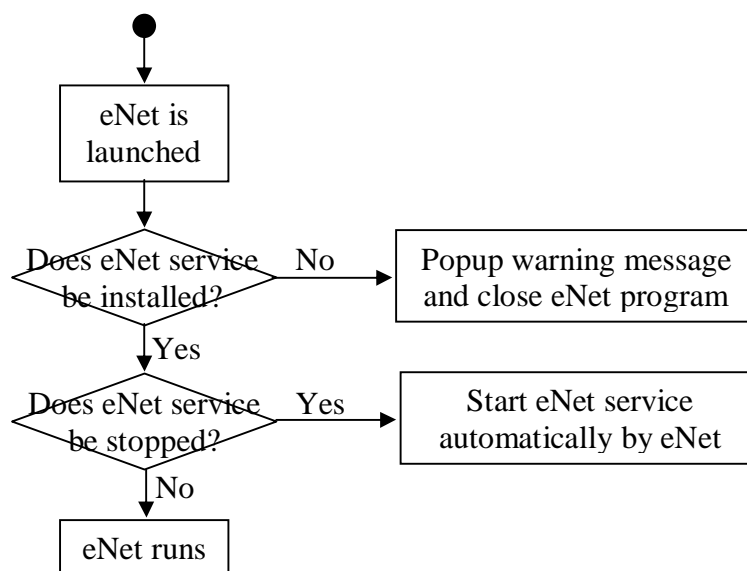 eNet is
launched
Does eNet service
be installed?
No
Popup warning message
and close eNet program
Yes
Does eNet service
be stopped?
Yes
Start eNet service
automatically by eNet
No
eNet runs